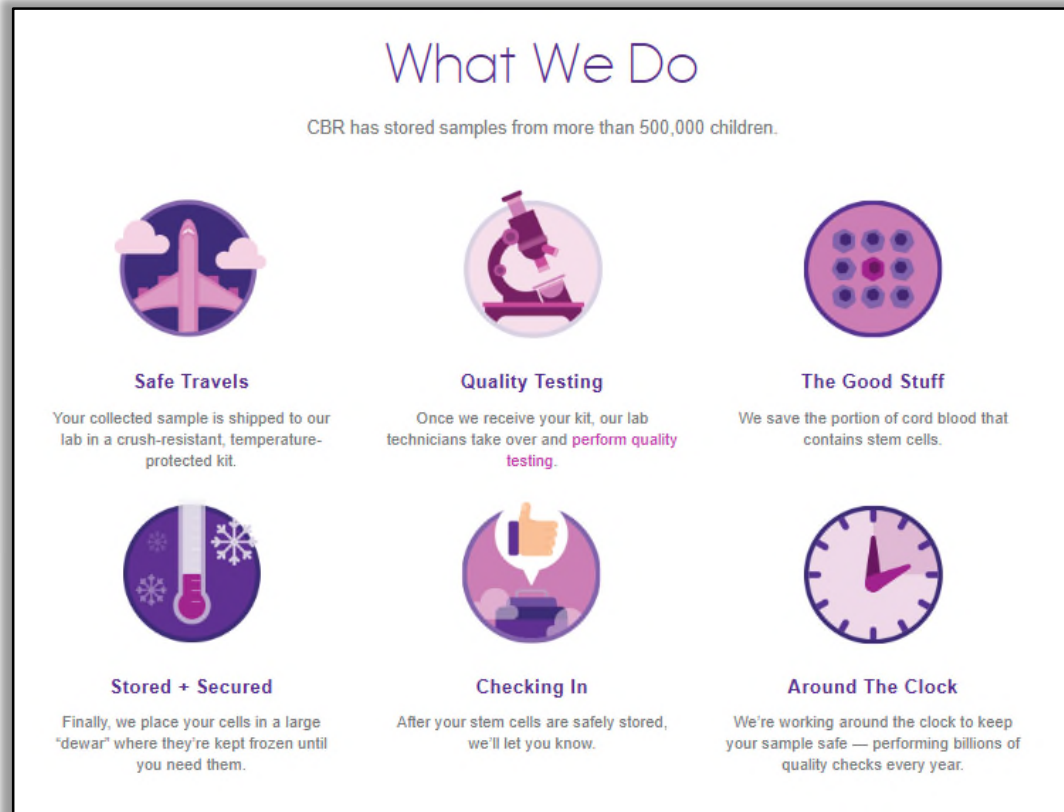 What We Do
CBR has stored samples from more than 500,000 children.
Safe Travels
Your collected sample is shipped to our
lab in a crush-resistant, temperature-
protected kit.
Quality Testing
Once we receive your kit, our lab
technicians take over and perform quality
testing.
The Good Stuff
We save the portion of cord blood that
contains stem cells.
Stored + Secured
Finally, we place your cells in a large
“dewar” where they’re kept frozen until
you need them.
Checking In
After your stem cells are safely stored,
we’ll let you know.
Around The Clock
We’re working around the clock to keep
your sample safe — performing billions of
quality checks every year.